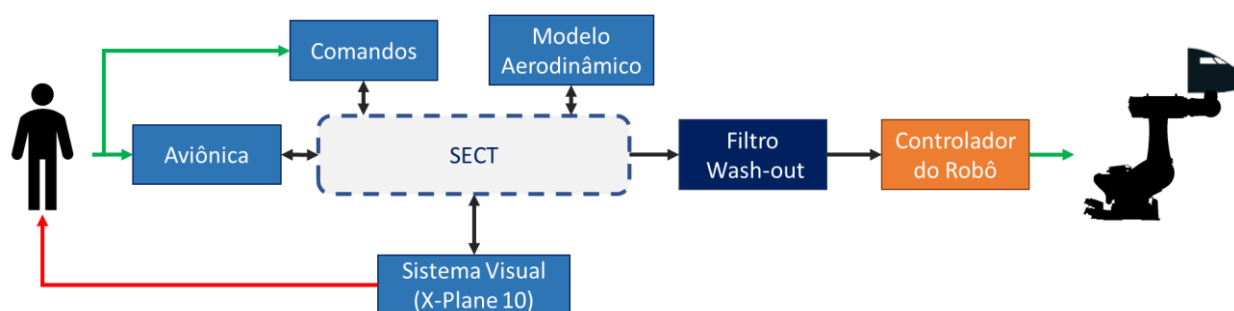 Comandos
Modelo
Aerodinâmico
Aviônica
SECT
Filtro
Wash-out
Controlador
do Robô
Sistema Visual
(X-Plane 10)